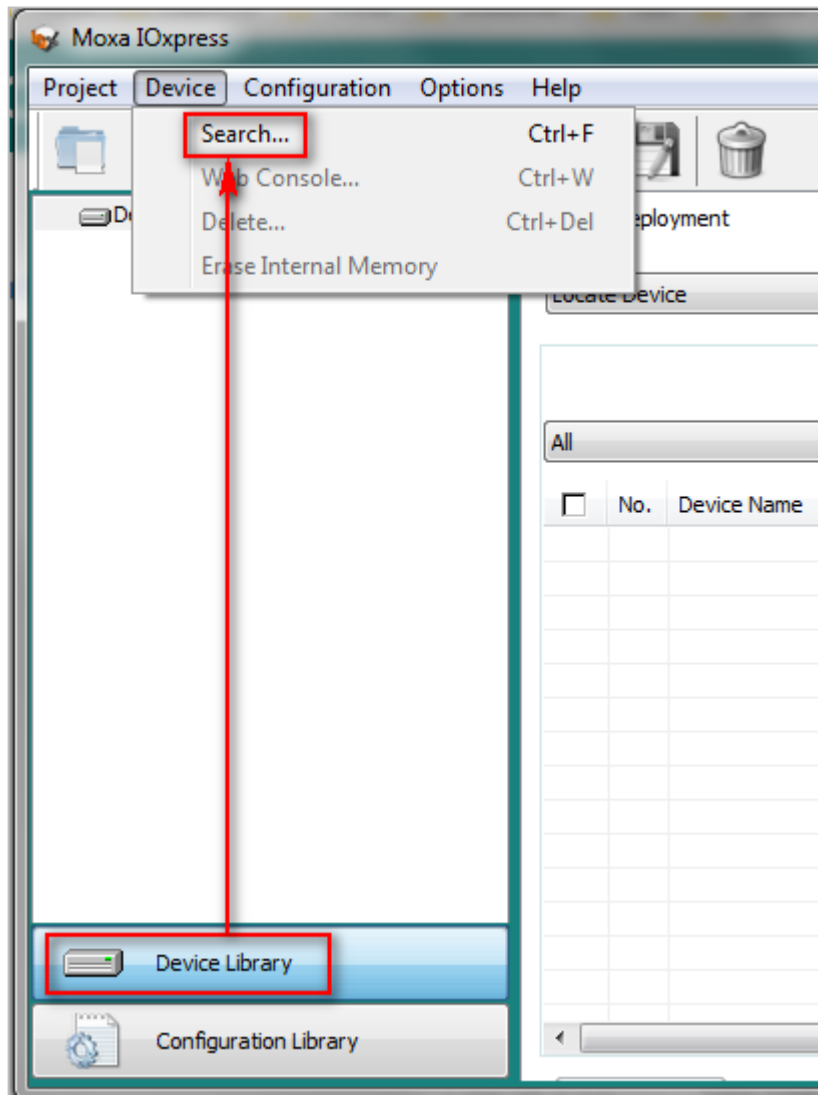 Moxa IOxpress
Project Device Configuration Options Help
Search... Ctrl+F
Web Console... Ctrl+W
Delete... Ctrl+Del
Erase Internal Memory
Locate Device
All
No. Device Name
Device Library
Configuration Library